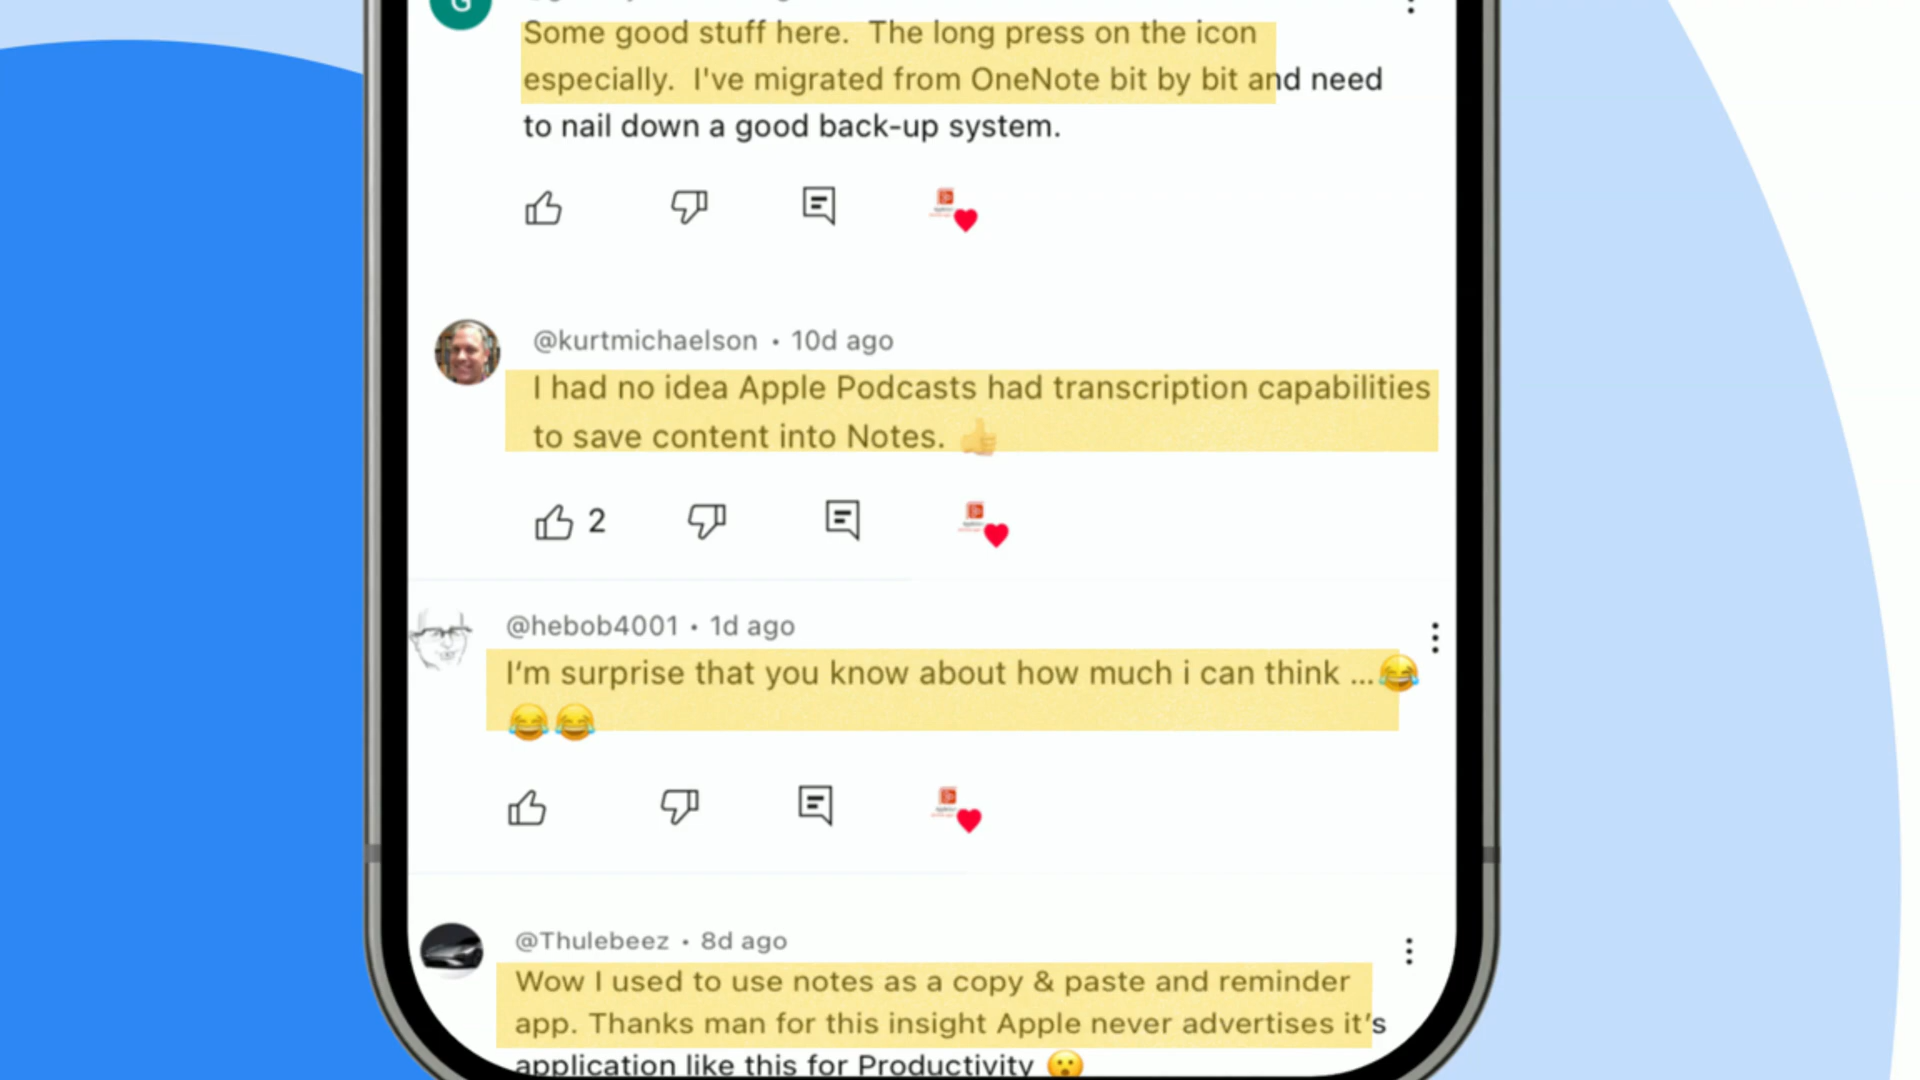 G
Some good stuff here. The long press on the icon
especially. I've migrated from OneNote bit by bit and need
to nail down a good back-up system.
@kurtmichaelson • 10d ago
I had no idea Apple Podcasts had transcription capabilities
to save content into Notes. 👍
2
@hebob4001 • 1d ago
I'm surprise that you know about how much i can think ...😂
😂😂
@Thulebeez • 8d ago
Wow I used to use notes as a copy & paste and reminder
app. Thanks man for this insight Apple never advertises it's
application like this for Productivity 😮